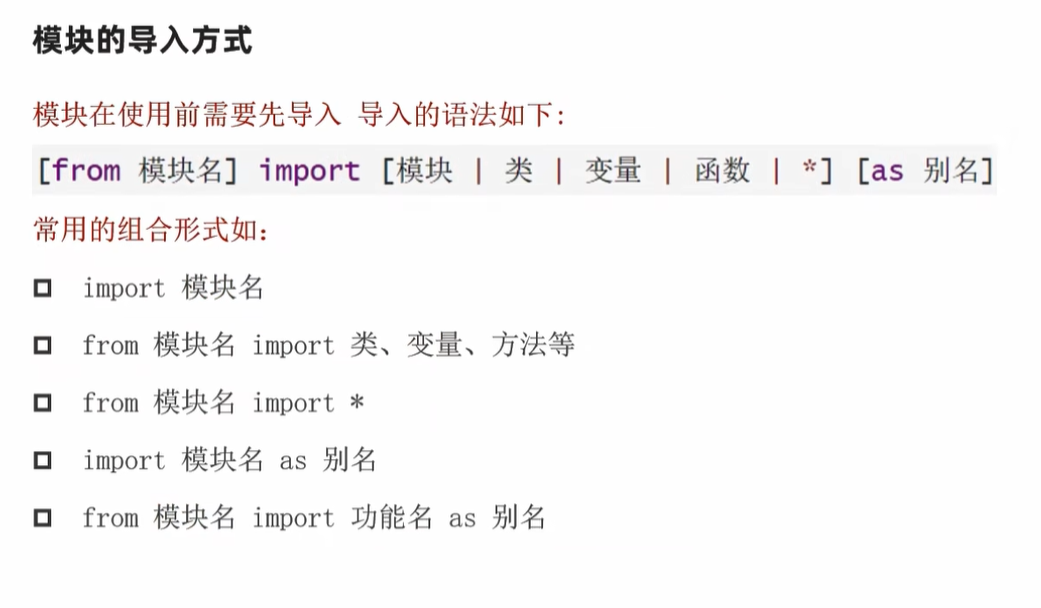 模块的导入方式
模块在使用前需要先导入 导入的语法如下:
[from 模块名] import [模块 | 类 | 变量 | 函数 | *] [as 别名]
常用的组合形式如：
import 模块名
from 模块名 import 类、变量、方法等
from 模块名 import *
import 模块名 as 别名
from 模块名 import 功能名 as 别名